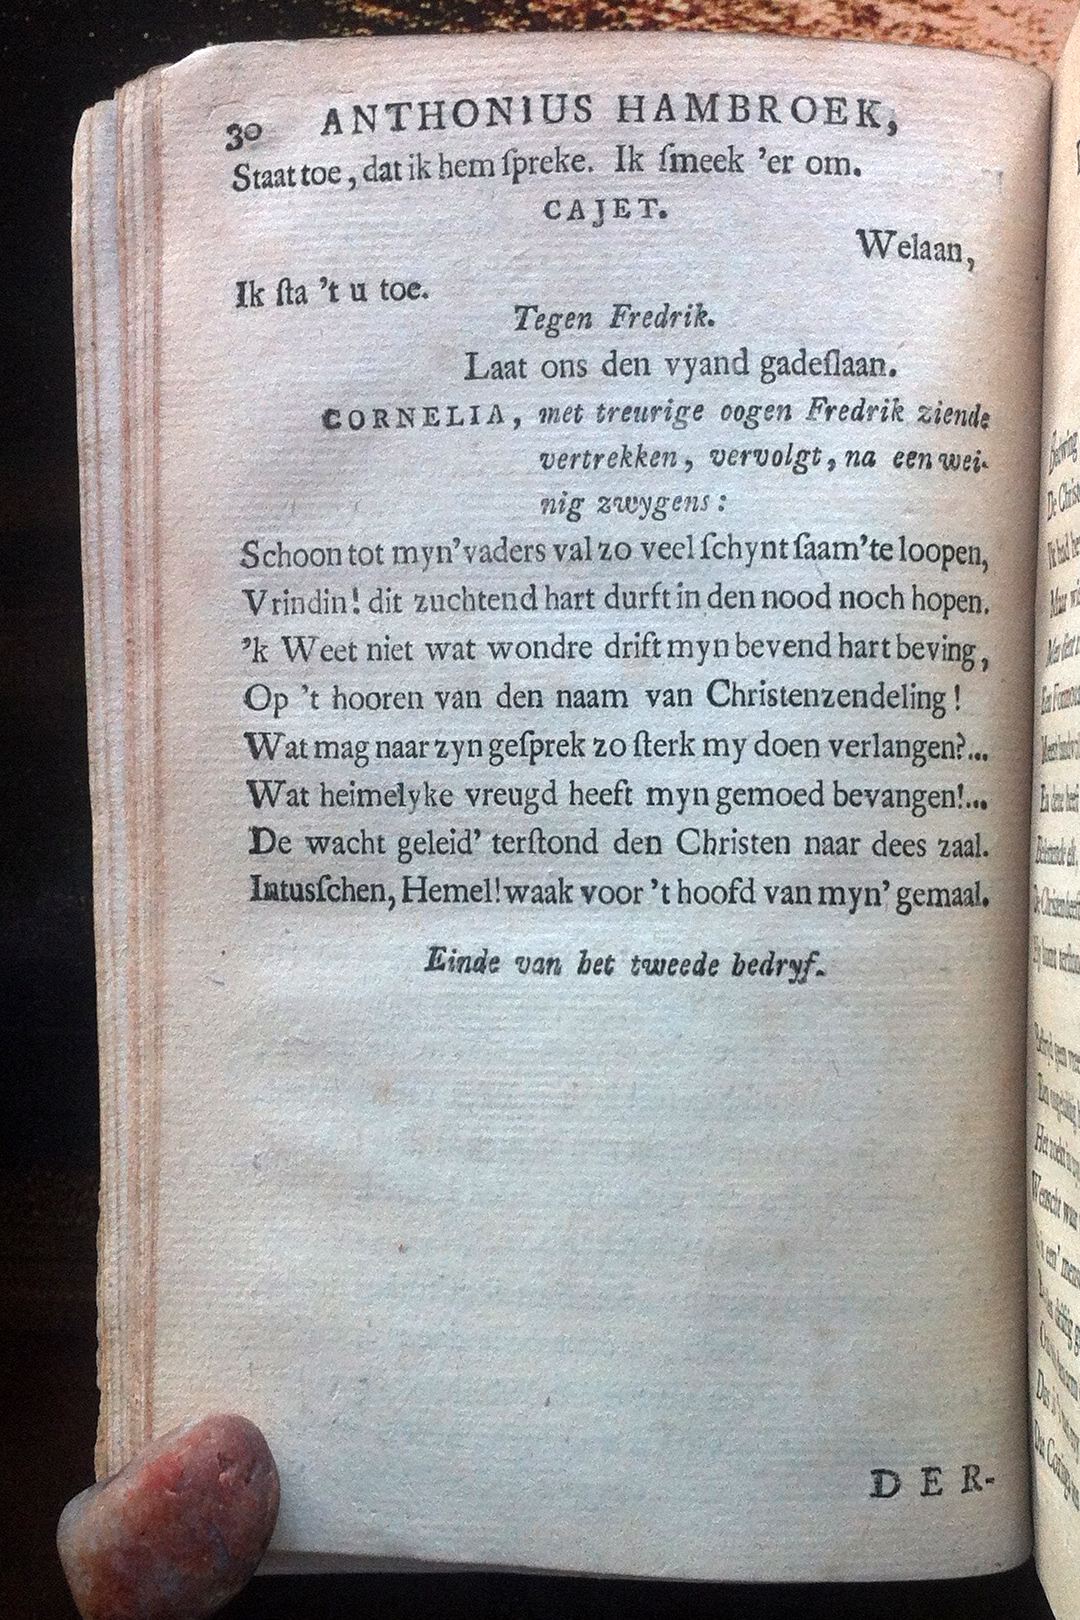 30 ANTHONIUS HAMBROEK,
Staat toe, dat ik hem ſpreke. Ik ſmeek 'er om.
CAJET.
Welaan,
Ik ſta 't u toe.
Tegen Fredrik.
Laat ons den vyand gadeſlaan.
CORNELIA, met treurige oogen Fredrik ziende
vertrekken, vervolgt, na een wei-
nig zwygens:
Schoon tot myn' vaders val zo veel ſchynt ſaam' te loopen,
Vrindin! dit zuchtend hart durft in den nood noch hopen.
'k Weet niet wat wondre drift myn bevend hart beving,
Op 't hooren van den naam van Christenzendeling!
Wat mag naar zyn geſprek zo ſterk my doen verlangen?...
Wat heimelyke vreugd heeft myn gemoed bevangen!...
De wacht geleid' terſtond den Christen naar dees zaal.
Intusſchen, Hemel! waak voor 't hoofd van myn' gemaal.
Einde van het tweede bedryf.
DER-